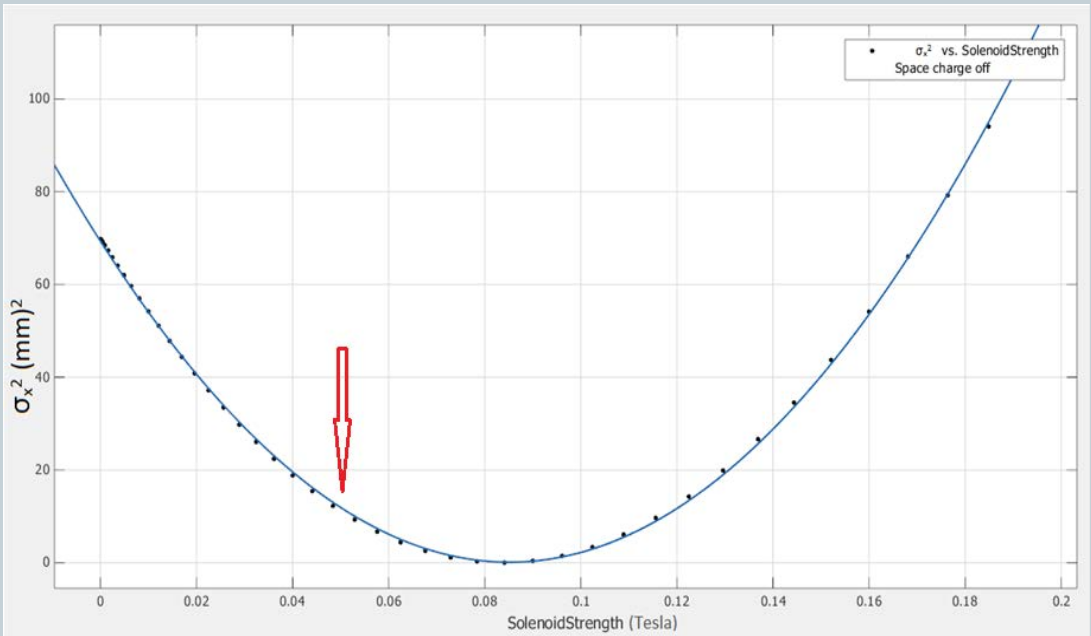 σₓ² vs. SolenoidStrength
Space charge off
100
80
60
40
20
0
σₓ² (mm)²
0 0.02 0.04 0.06 0.08 0.1 0.12 0.14 0.16 0.18 0.2
SolenoidStrength (Tesla)